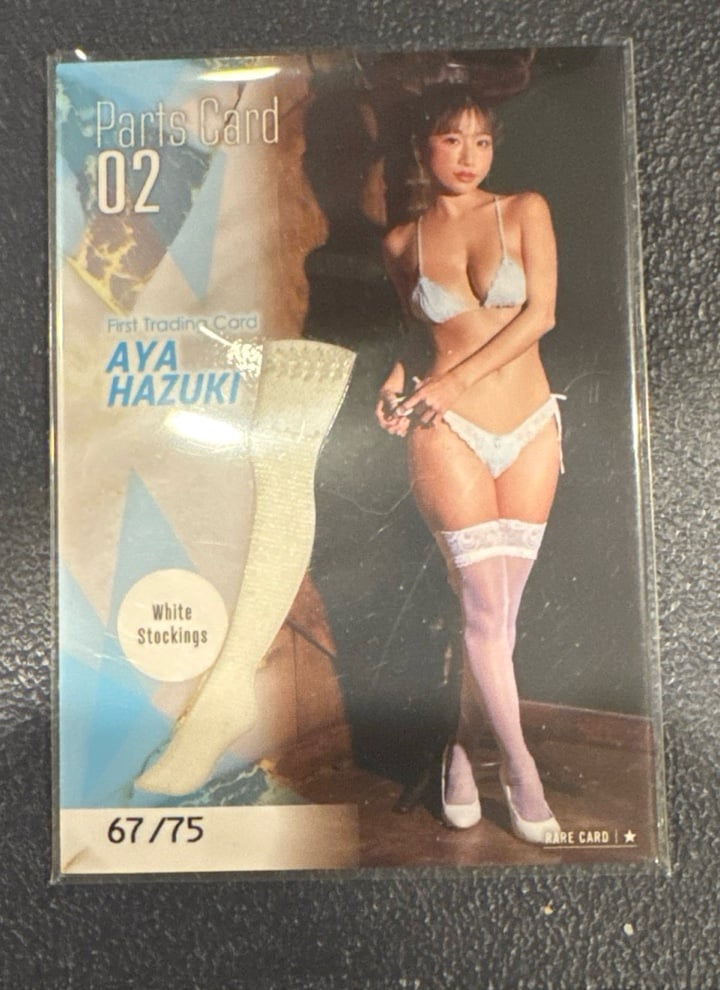 Parts Card
02
First Trading Card
AYA
HAZUKI
White
Stockings
67/75
RARE CARD | ★